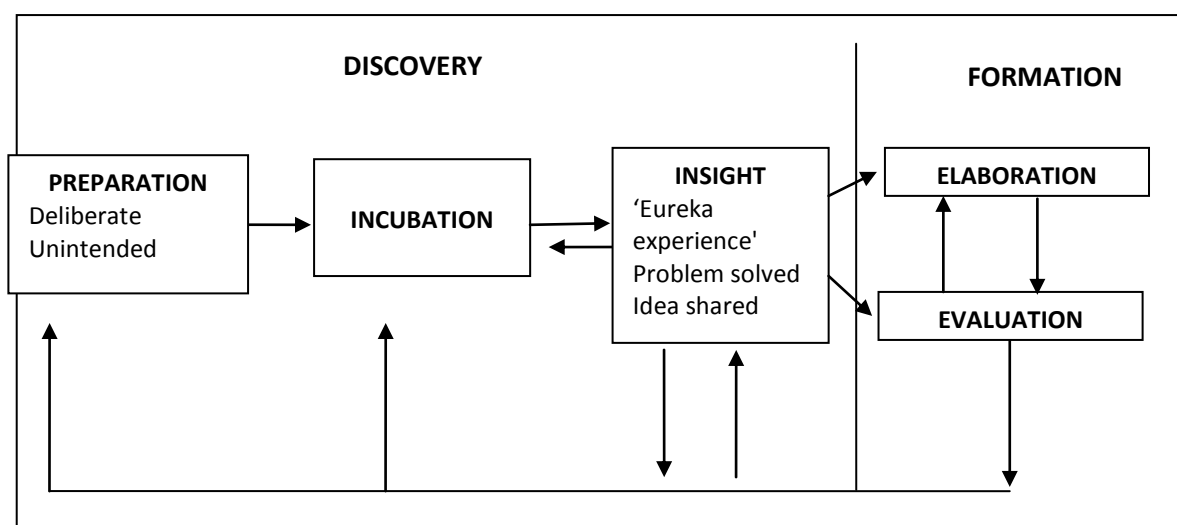 DISCOVERY
FORMATION
PREPARATION
Deliberate
Unintended
INCUBATION
INSIGHT
‘Eureka
experience'
Problem solved
Idea shared
ELABORATION
EVALUATION